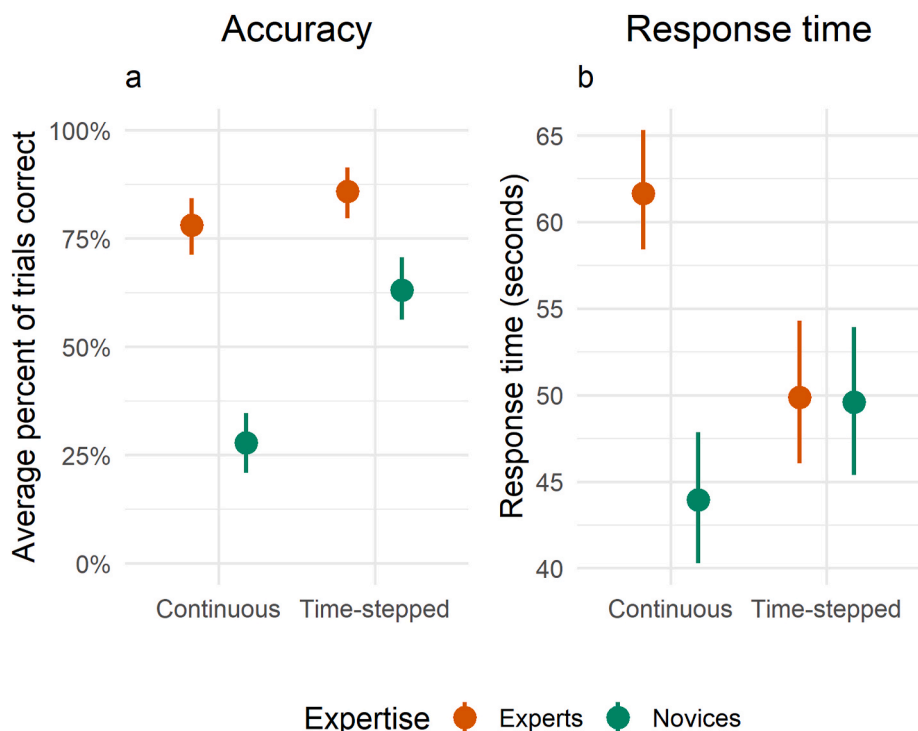 Accuracy
Response time
a
b
Average percent of trials correct
100%
75%
50%
25%
0%
Continuous
Time-stepped
Response time (seconds)
65
60
55
50
45
40
Continuous
Time-stepped
Expertise
Experts
Novices